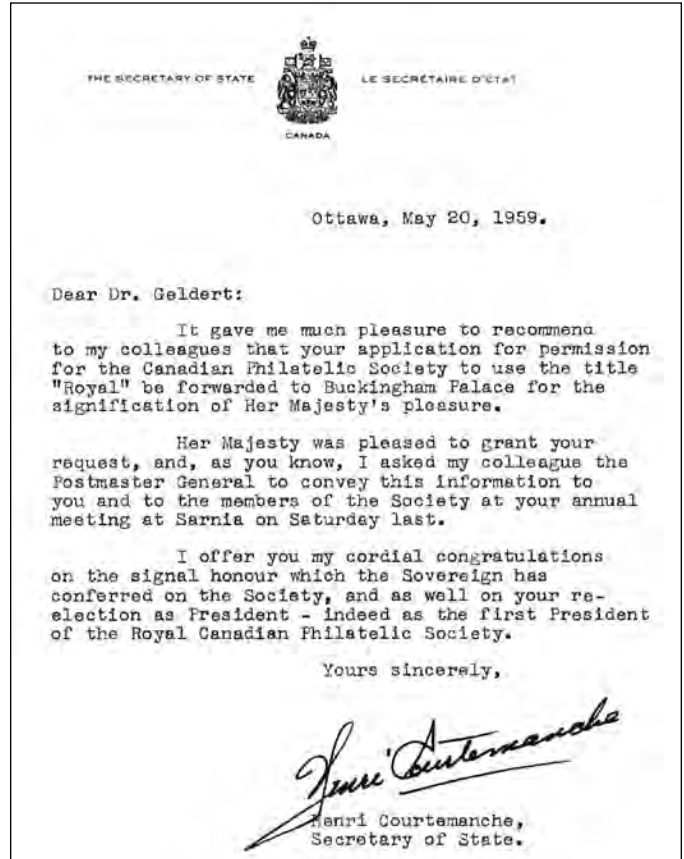 THE SECRETARY OF STATE
LE SECRÉTAIRE D'ÉTAT
CANADA
Ottawa, May 20, 1959.
Dear Dr. Geldert:
It gave me much pleasure to recommend
to my colleagues that your application for permission
for the Canadian Philatelic Society to use the title
"Royal" be forwarded to Buckingham Palace for the
signification of Her Majesty's pleasure.
Her Majesty was pleased to grant your
request, and, as you know, I asked my colleague the
Postmaster General to convey this information to
you and to the members of the Society at your annual
meeting at Sarnia on Saturday last.
I offer you my cordial congratulations
on the signal honour which the Sovereign has
conferred on the Society, and as well on your re-
election as President - indeed as the first President
of the Royal Canadian Philatelic Society.
Yours sincerely,
Henri Courtemanche
Henri Courtemanche,
Secretary of State.